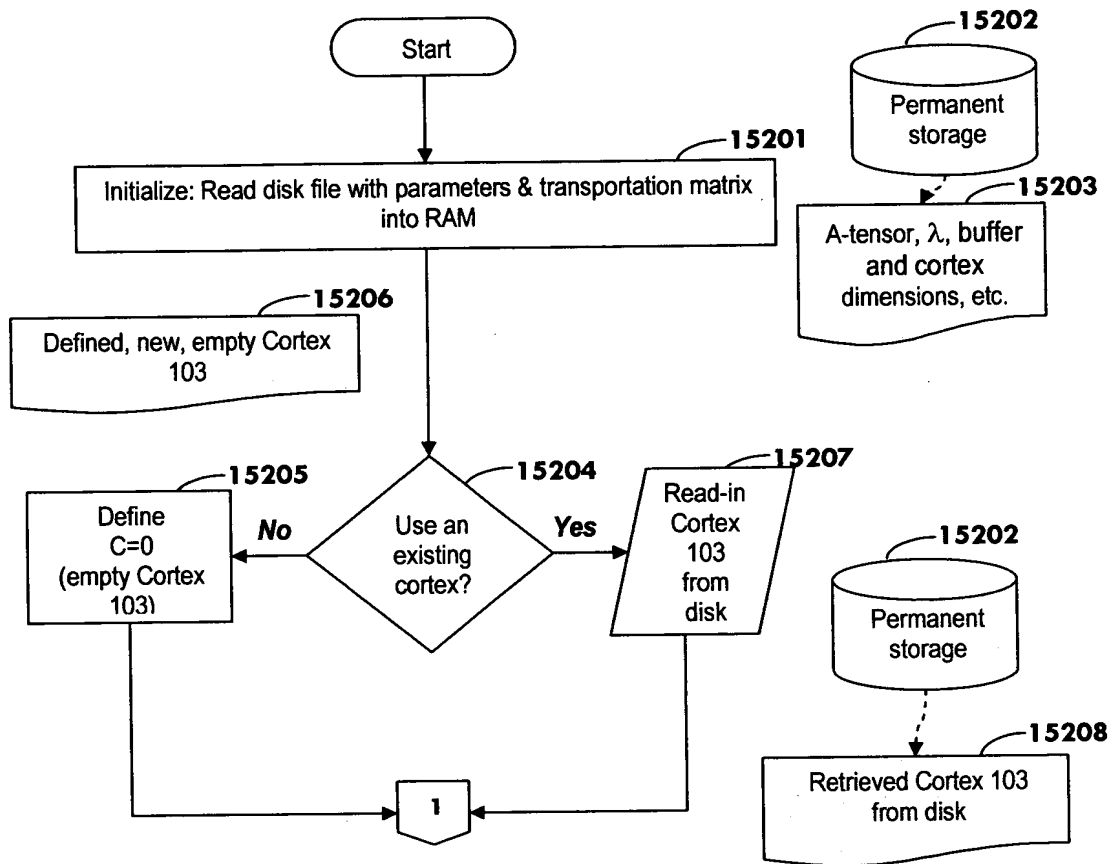 Start
15202
Permanent
storage
15201
Initialize: Read disk file with parameters & transportation matrix
into RAM
15203
A-tensor, λ, buffer
and cortex
dimensions, etc.
15206
Defined, new, empty Cortex
103
15205
Define
C=0
(empty Cortex
103)
No
15204
Use an
existing
cortex?
Yes
15207
Read-in
Cortex
103
from
disk
15202
Permanent
storage
15208
Retrieved Cortex 103
from disk
1